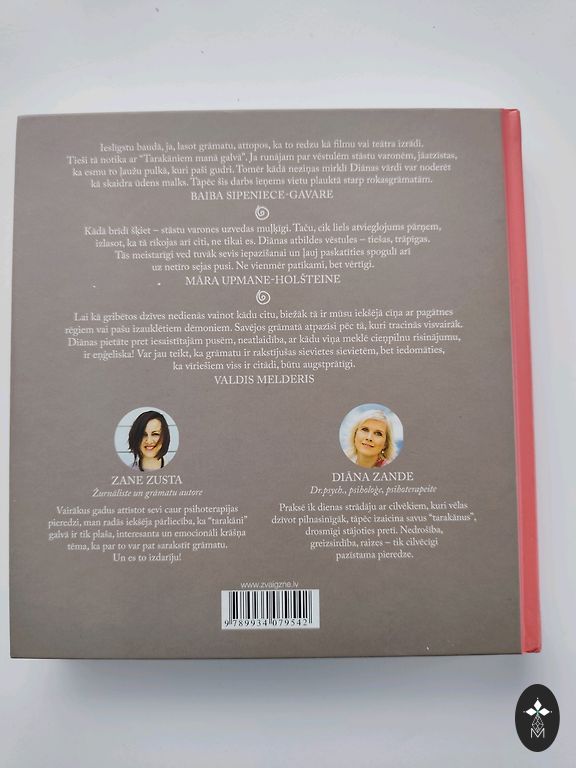 Ieslīgstu baudā, ja, lasot grāmatu, attopos, ka to redzu kā filmu vai teātra izrādi.
Tieši tā notika ar “Tarakāniem manā galvā”. Ja runājam par vēstulēm stāstu varonēm, jāatzīstas,
ka esmu to ļaužu pulkā, kuri paši gudri. Tomēr kādā neziņas mirklī Diānas vārdi var noderēt
kā skaidra ūdens malks. Tāpēc šis darbs ieņems vietu plauktā starp rokasgrāmatām.
BAIBA SIPENIECE-GAVARE
Kādā brīdī šķiet – stāstu varones uzvedas muļķīgi. Taču, cik liels atvieglojums pārņem,
izlasot, ka tā rīkojas arī citi, ne tikai es. Diānas atbildes vēstules – tiešas, trāpīgas.
Tās meistarīgi ved tuvāk sevis iepazīšanai un ļauj paskatīties spogulī arī
uz netiro sejas pusi. Ne vienmēr patīkami, bet vērtīgi.
MĀRA UPMANE-HOLŠTEINE
Lai kā gribētos dzīves nedienās vainot kādu citu, biežāk tā ir mūsu iekšējā cīņa ar pagātnes
rēgiem vai pašu izauklētiem dēmoniem. Savējos grāmatā atpazīsi pēc tā, kuri tracinās visvairāk.
Diānas pietāte pret iesaistītajām pusēm, neatlaidība, ar kādu viņa meklē cieņpilnu risinājumu,
ir eņģeliska! Var jau teikt, ka grāmatu ir rakstījušas sievietes sievietēm, bet iedomāties,
ka vīriešiem viss ir citādi, būtu augstprātīgi.
VALDIS MELDERIS
ZANE ZUSTA
Žurnāliste un grāmatu autore
Vairākus gadus attīstot sevi caur psihoterapijas
pieredzi, man radās iekšēja pārliecība, ka “tarakāni”
galvā ir tik plaša, interesanta un emocionāli krāšņa
tēma, ka par to var pat sarakstīt grāmatu.
Un es to izdarīju!
DIĀNA ZANDE
Dr.psych., psiholoģe, psihoterapeite
Praksē ik dienas strādāju ar cilvēkiem, kuri vēlas
dzīvot pilnasinīgāk, tāpēc izaicina savus “tarakānus”,
drosmīgi stājoties pretī. Nedrošība,
greizsirdība, raizes – tik cilvēcīgi
pazīstama pieredze.
www.zvaigzne.lv
9 789934 079542
M